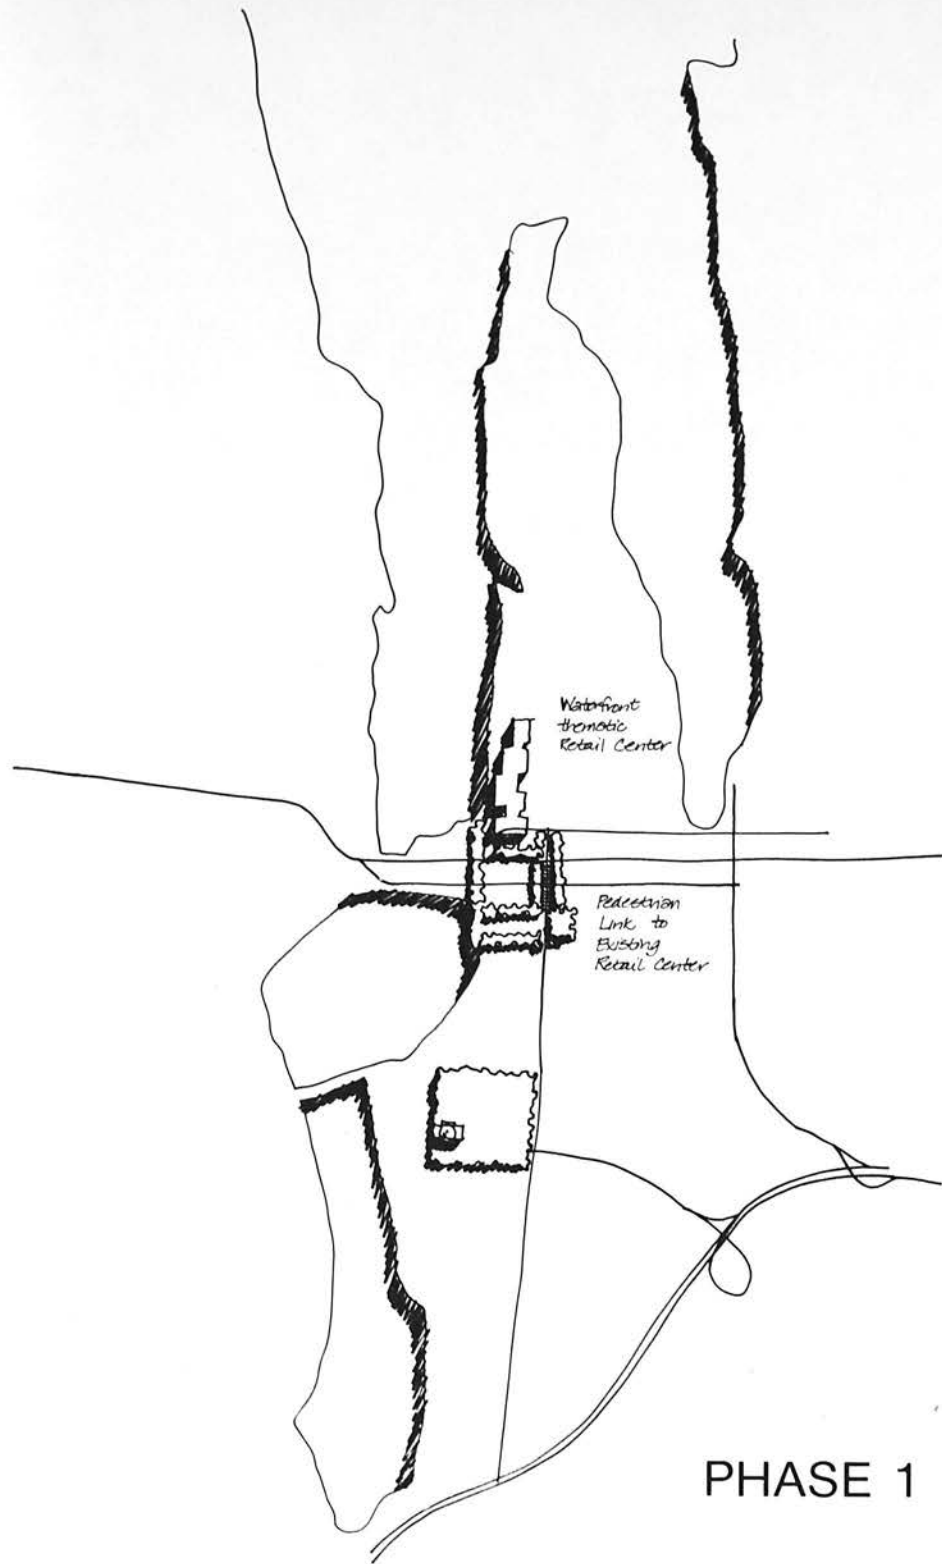 Waterfront
thematic
Retail Center
Pedestrian
Link to
Existing
Retail Center
PHASE 1